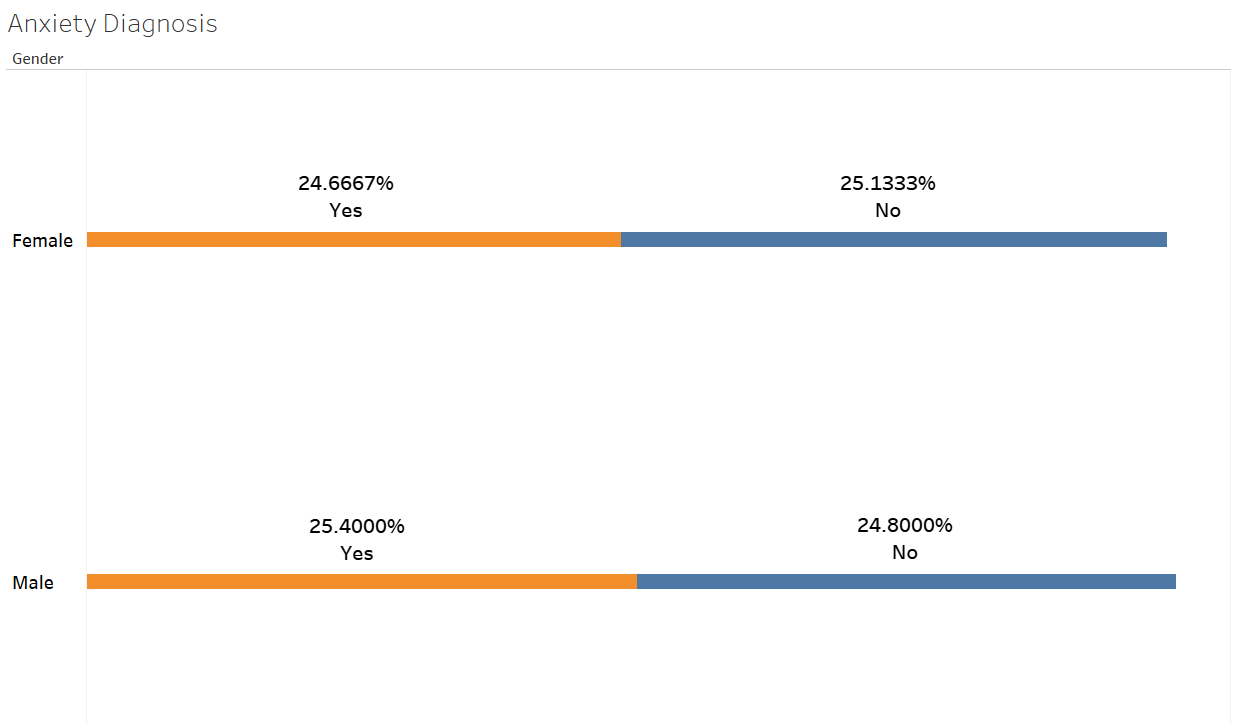 Anxiety Diagnosis
Gender
24.6667%
Yes
25.1333%
No
Female
25.4000%
Yes
24.8000%
No
Male